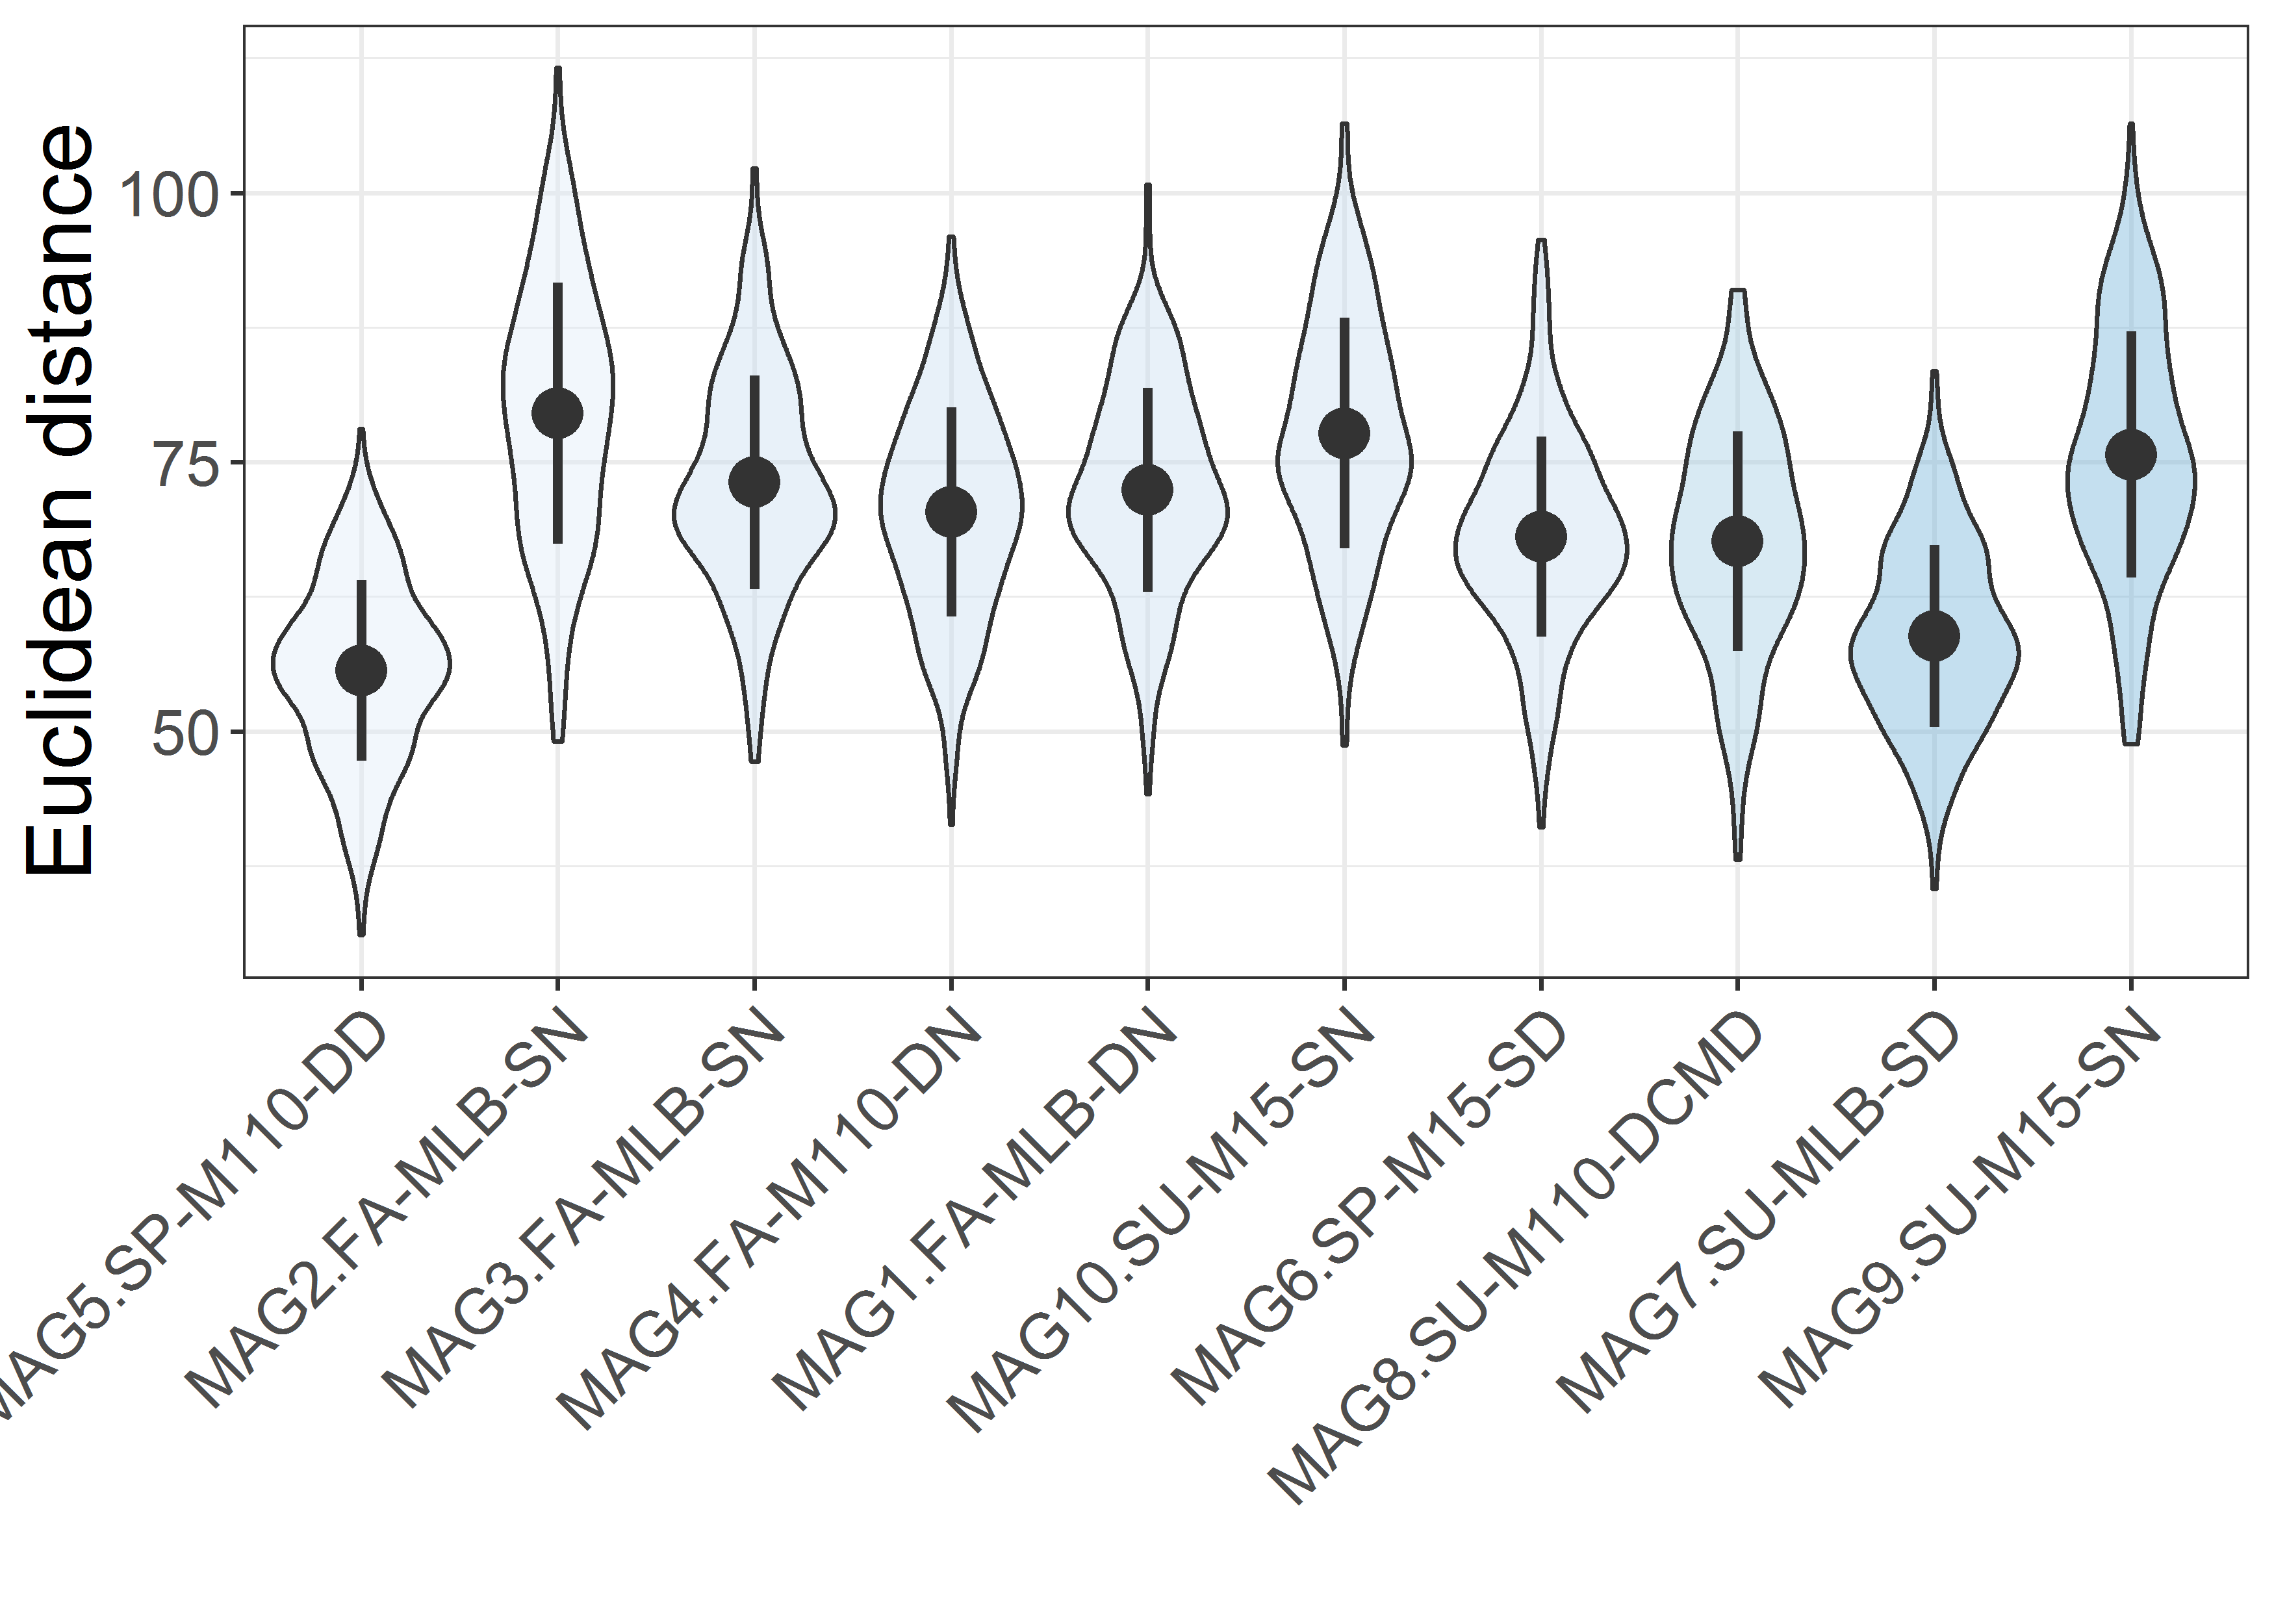 Euclidean distance
100
75
50
MAG5.SP-M110-DD
MAG2.FA-MLB-SN
MAG3.FA-MLB-SN
MAG4.FA-M110-DN
MAG1.FA-MLB-DN
MAG10.SU-M15-SN
MAG6.SP-M15-SD
MAG8.SU-M110-DCMD
MAG7.SU-MLB-SD
MAG9.SU-M15-SN